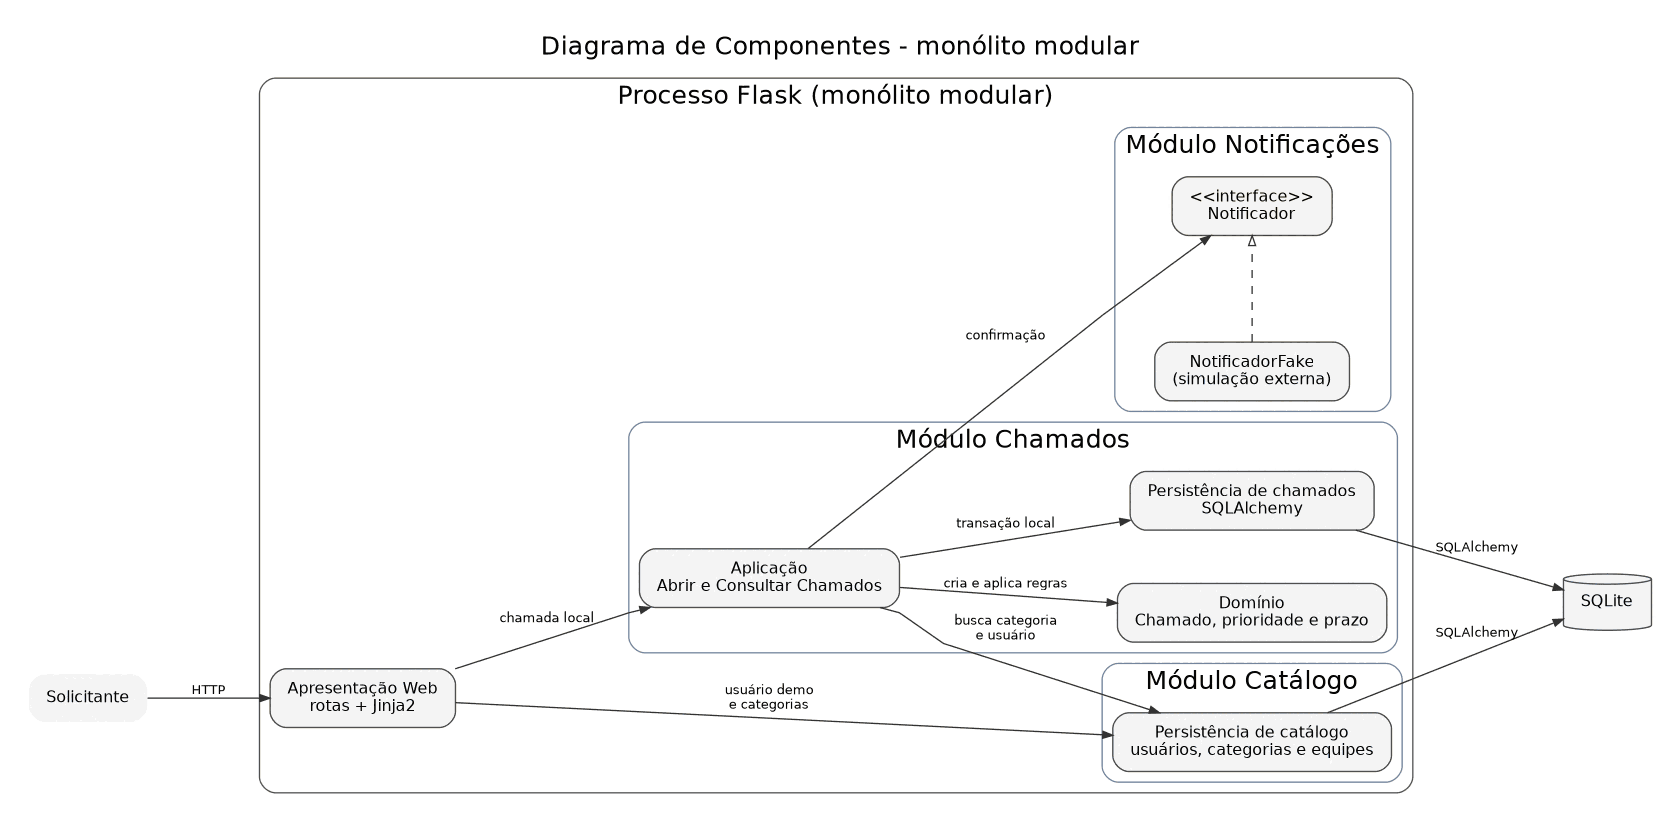 Diagrama de Componentes - monólito modular
Processo Flask (monólito modular)
Módulo Notificações
<<interface>>
Notificador
confirmação
NotificadorFake
(simulação externa)
Módulo Chamados
Persistência de chamados
SQLAlchemy
transação local
SQLAlchemy
Aplicação
Abrir e Consultar Chamados
cria e aplica regras
Domínio
Chamado, prioridade e prazo
SQLite
chamada local
busca categoria
e usuário
SQLAlchemy
Módulo Catálogo
Solicitante
HTTP
Apresentação Web
rotas + Jinja2
usuário demo
e categorias
Persistência de catálogo
usuários, categorias e equipes